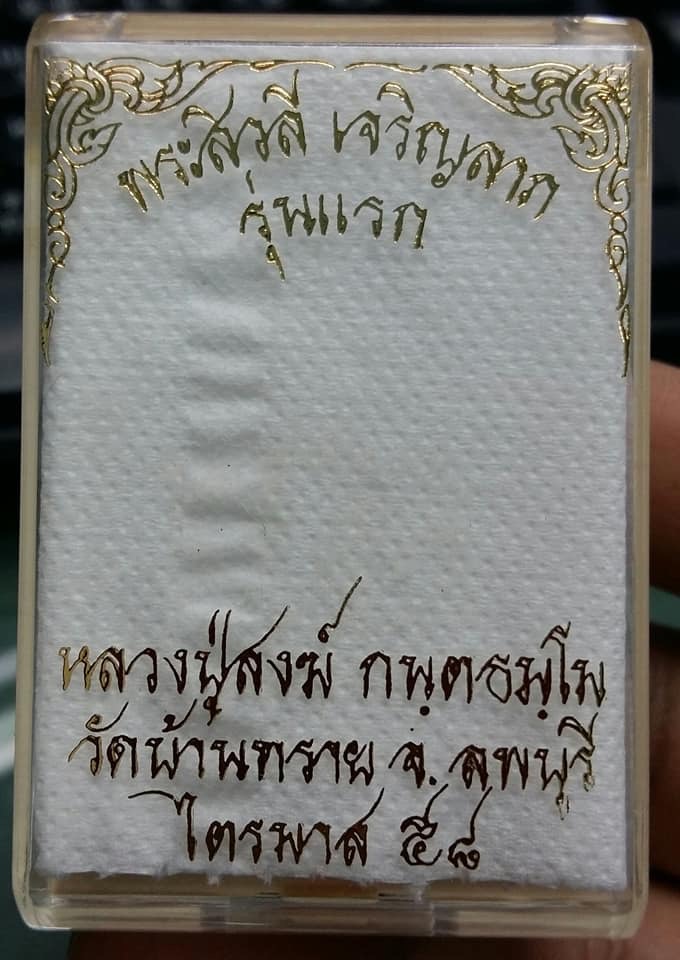 พระสิวลี เจริญลาภ
รุ่นแรก
หลวงปู่สงฆ์ กนฺตธมฺโม
วัดบ้านทราย จ. ลพบุรี
ไตรมาส ๕๘